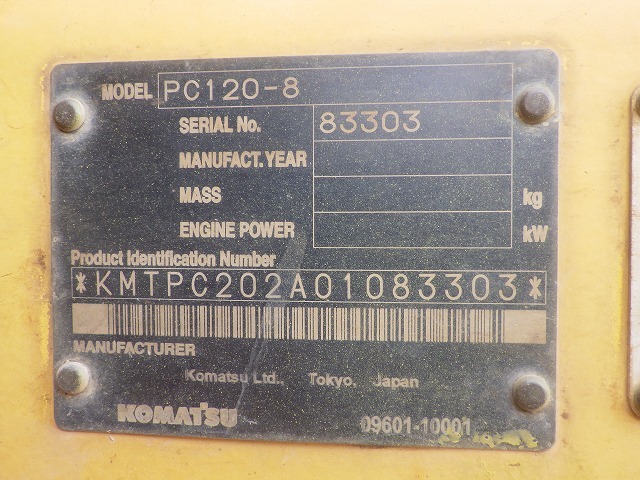 MODEL PC120-8
SERIAL No. 83303
MANUFACT. YEAR
MASS kg
ENGINE POWER kW
Product Identification Number
*KMTPC202A01083303*
MANUFACTURER
Komatsu Ltd., Tokyo, Japan
KOMATSU 09601-10001